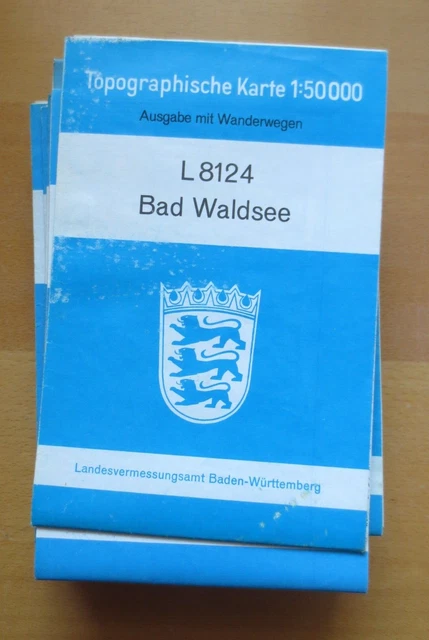 Topographische Karte 1:50000
Ausgabe mit Wanderwegen
L 8124
Bad Waldsee
Landesvermessungsamt Baden-Württemberg